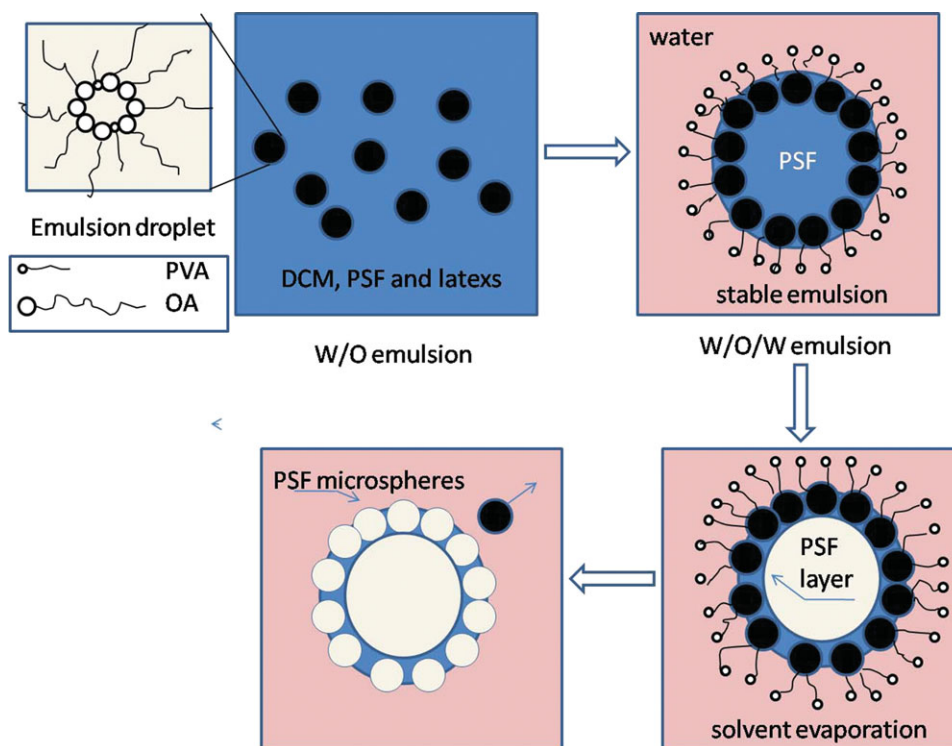 Emulsion droplet
PVA
OA
DCM, PSF and latexs
W/O emulsion
water
PSF
stable emulsion
W/O/W emulsion
PSF microspheres
PSF
layer
solvent evaporation